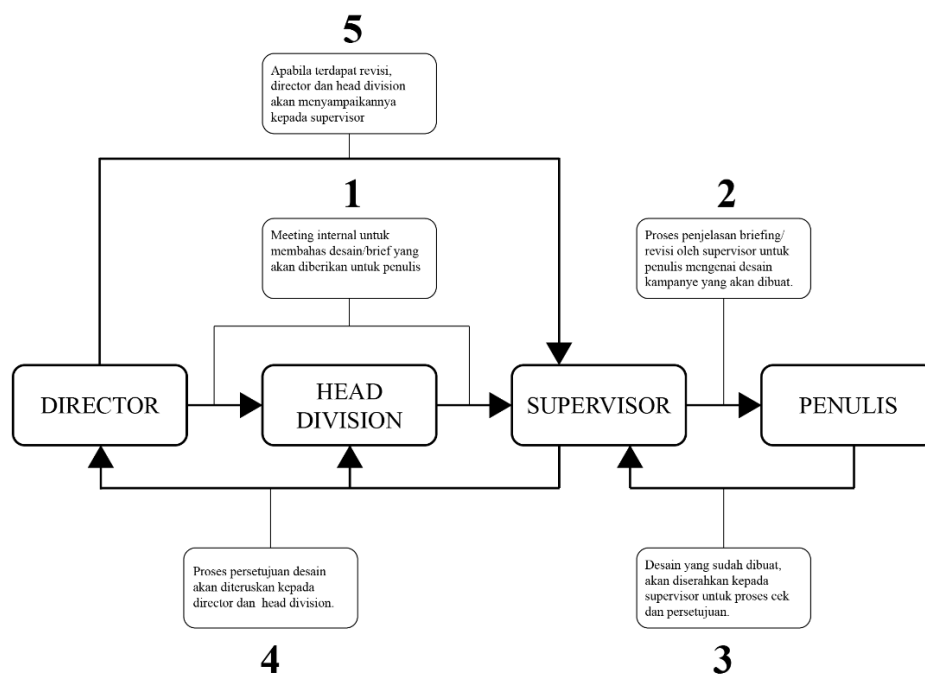 5
Apabila terdapat revisi,
director dan head division
akan menyampaikannya
kepada supervisor
1
Meeting internal untuk
membahas desain/brief yang
akan diberikan untuk penulis
2
Proses penjelasan briefing/
revisi oleh supervisor untuk
penulis mengenai desain
kampanye yang akan dibuat.
DIRECTOR
HEAD
DIVISION
SUPERVISOR
PENULIS
Proses persetujuan desain
akan diteruskan kepada
director dan head division.
4
Desain yang sudah dibuat,
akan diserahkan kepada
supervisor untuk proses cek
dan persetujuan.
3